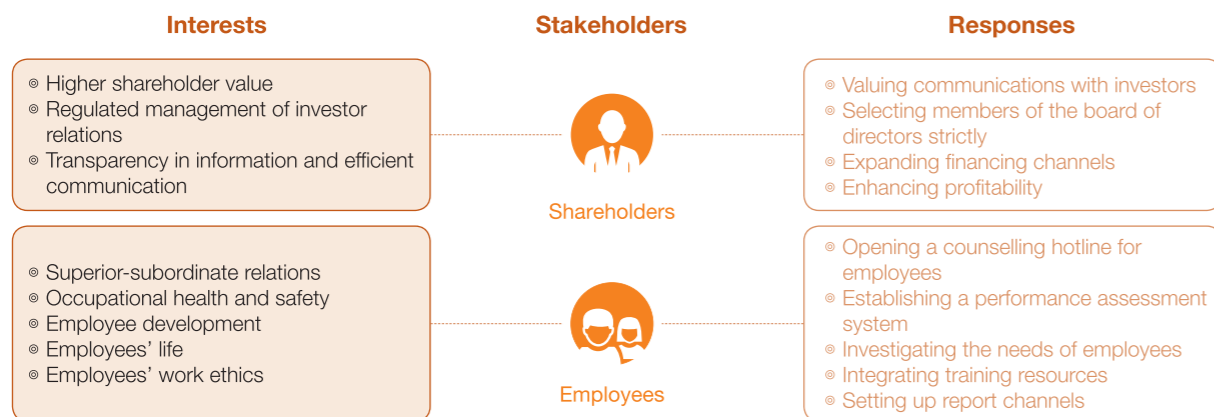 Interests
Stakeholders
Responses
⊚ Higher shareholder value
⊚ Regulated management of investor
relations
⊚ Transparency in information and efficient
communication
Shareholders
⊚ Valuing communications with investors
⊚ Selecting members of the board of
directors strictly
⊚ Expanding financing channels
⊚ Enhancing profitability
⊚ Superior-subordinate relations
⊚ Occupational health and safety
⊚ Employee development
⊚ Employees’ life
⊚ Employees’ work ethics
Employees
⊚ Opening a counselling hotline for
employees
⊚ Establishing a performance assessment
system
⊚ Investigating the needs of employees
⊚ Integrating training resources
⊚ Setting up report channels